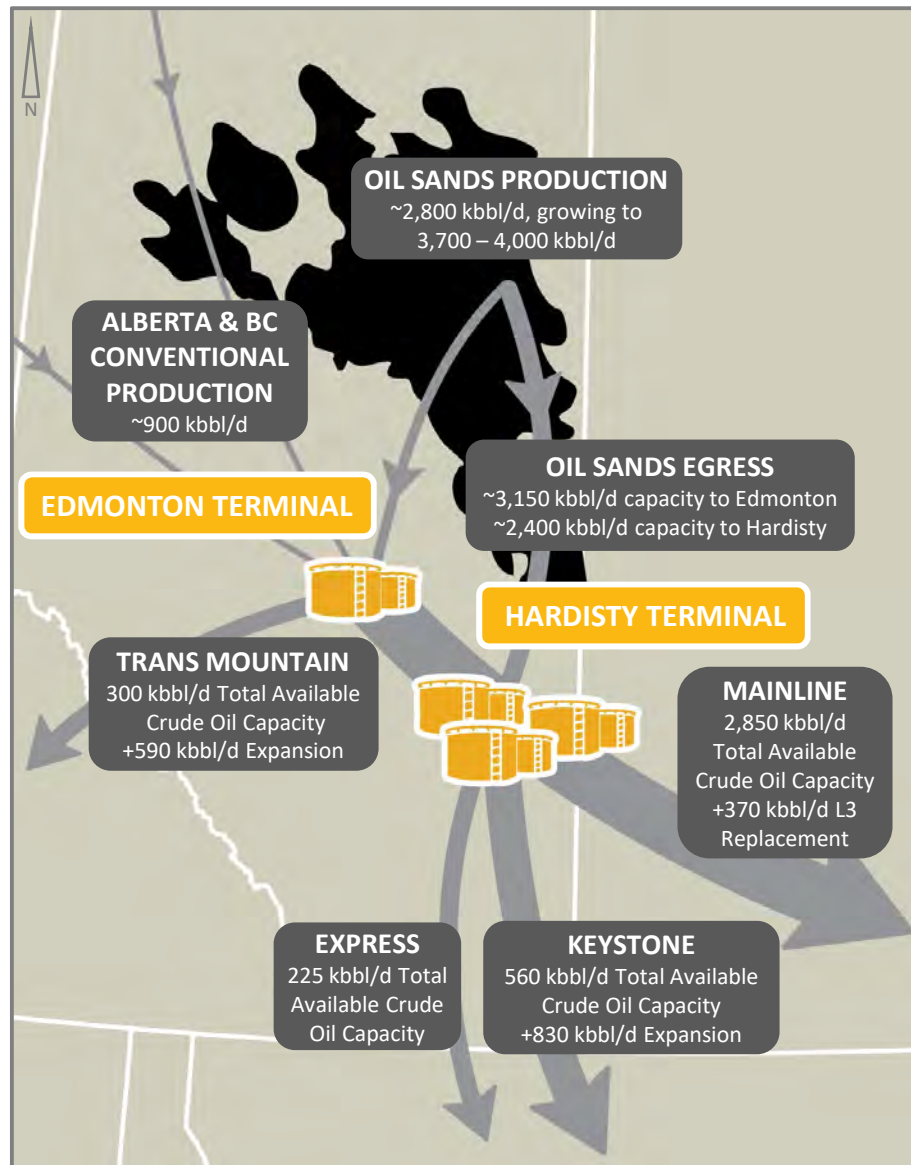 N
OIL SANDS PRODUCTION
~2,800 kbbl/d, growing to
3,700 – 4,000 kbbl/d
ALBERTA & BC
CONVENTIONAL
PRODUCTION
~900 kbbl/d
OIL SANDS EGRESS
~3,150 kbbl/d capacity to Edmonton
~2,400 kbbl/d capacity to Hardisty
EDMONTON TERMINAL
HARDISTY TERMINAL
TRANS MOUNTAIN
300 kbbl/d Total Available
Crude Oil Capacity
+590 kbbl/d Expansion
MAINLINE
2,850 kbbl/d
Total Available
Crude Oil Capacity
+370 kbbl/d L3
Replacement
EXPRESS
225 kbbl/d Total
Available Crude
Oil Capacity
KEYSTONE
560 kbbl/d Total Available
Crude Oil Capacity
+830 kbbl/d Expansion